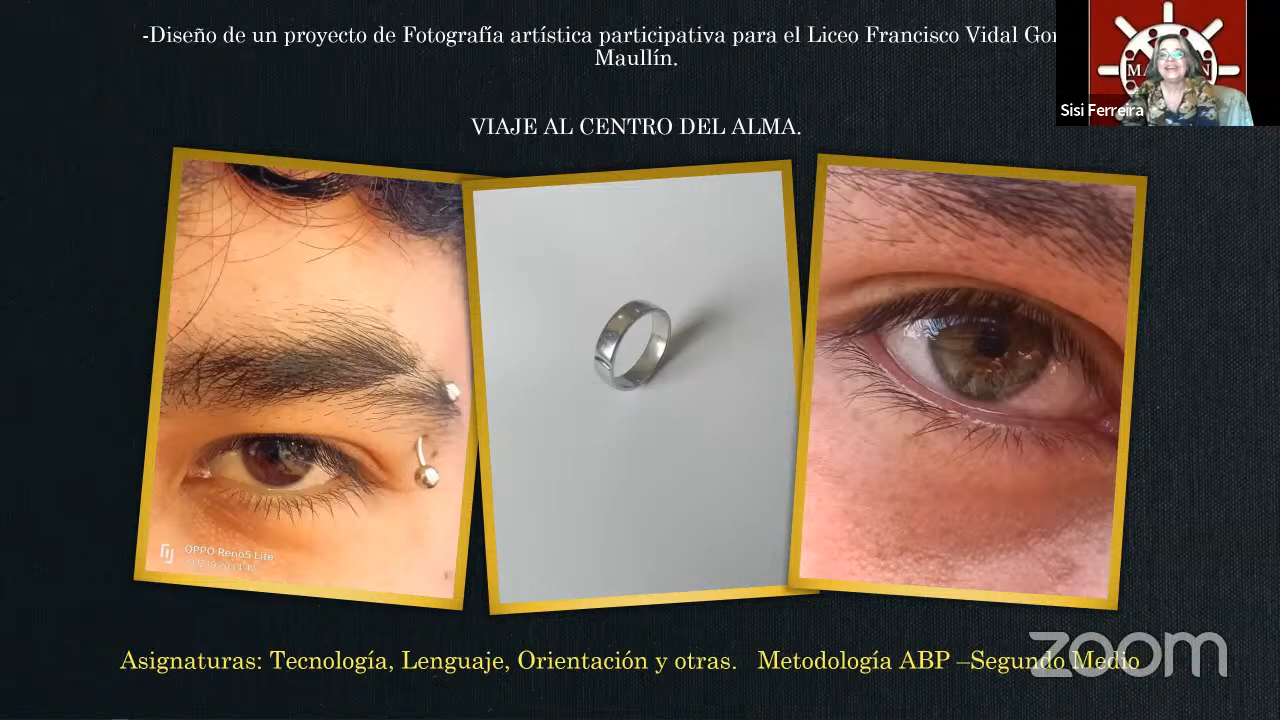 -Diseño de un proyecto de Fotografía artística participativa para el Liceo Francisco Vidal
Maullín.
Sisi Ferreira
VIAJE AL CENTRO DEL ALMA.
OPPO Reno5 Lite
Asignaturas: Tecnología, Lenguaje, Orientación y otras. Metodología ABP –Segundo Medio
zoom